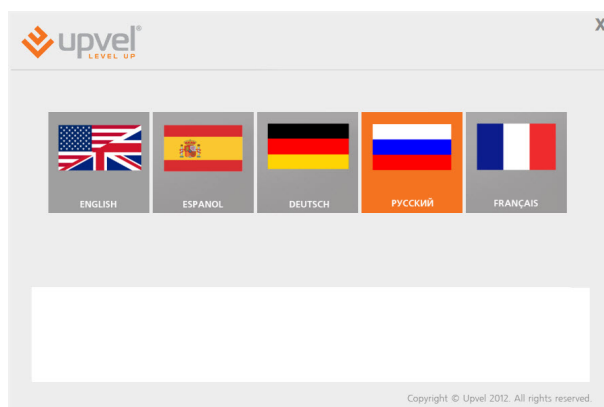 X
upvel®
LEVEL UP
ENGLISH
ESPANOL
DEUTSCH
РУССКИЙ
FRANÇAIS
Copyright © Upvel 2012. All rights reserved.